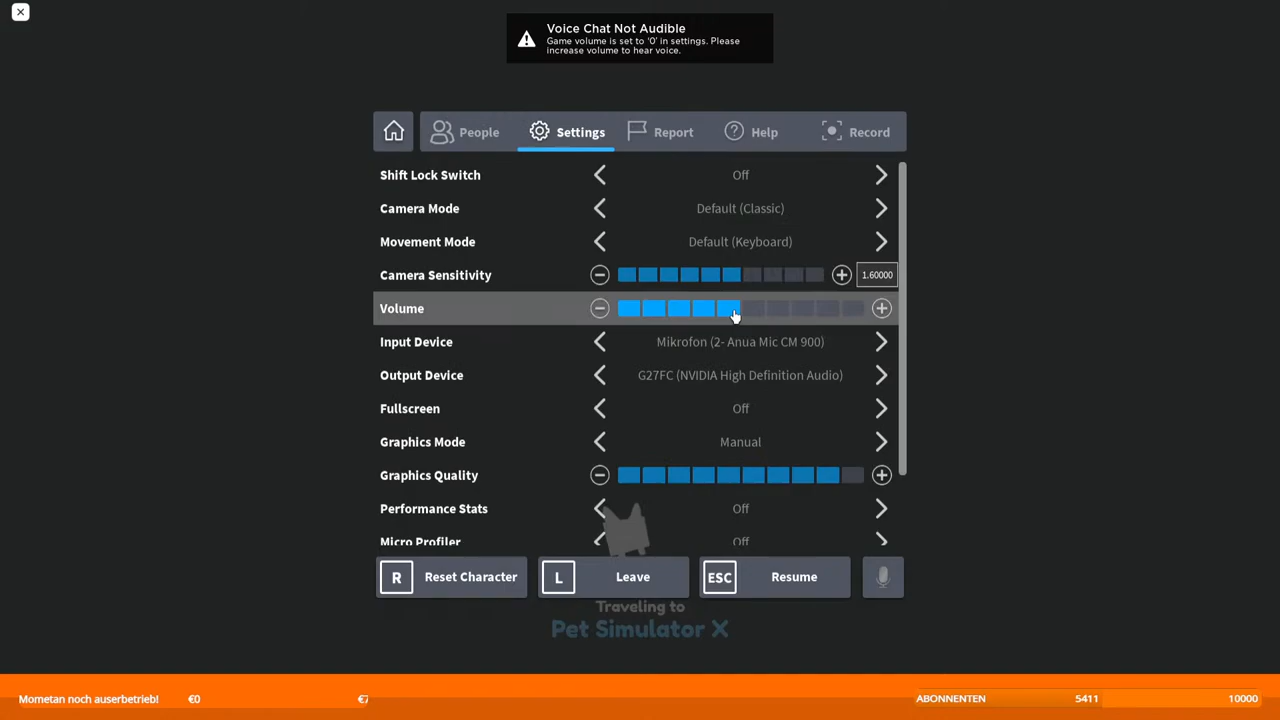 Voice Chat Not Audible
Game volume is set to '0' in settings. Please
increase volume to hear voice.
People
Settings
Report
Help
Record
Shift Lock Switch Off
Camera Mode Default (Classic)
Movement Mode Default (Keyboard)
Camera Sensitivity 1.60000
Volume
Input Device Mikrofon (2- Anua Mic CM 900)
Output Device G27FC (NVIDIA High Definition Audio)
Fullscreen Off
Graphics Mode Manual
Graphics Quality
Performance Stats Off
Micro Profiler Off
R Reset Character
L Leave
ESC Resume
Traveling to
Pet Simulator X
Mometan noch auserbetrieb! €0 €7
ABONNENTEN 5411 10000